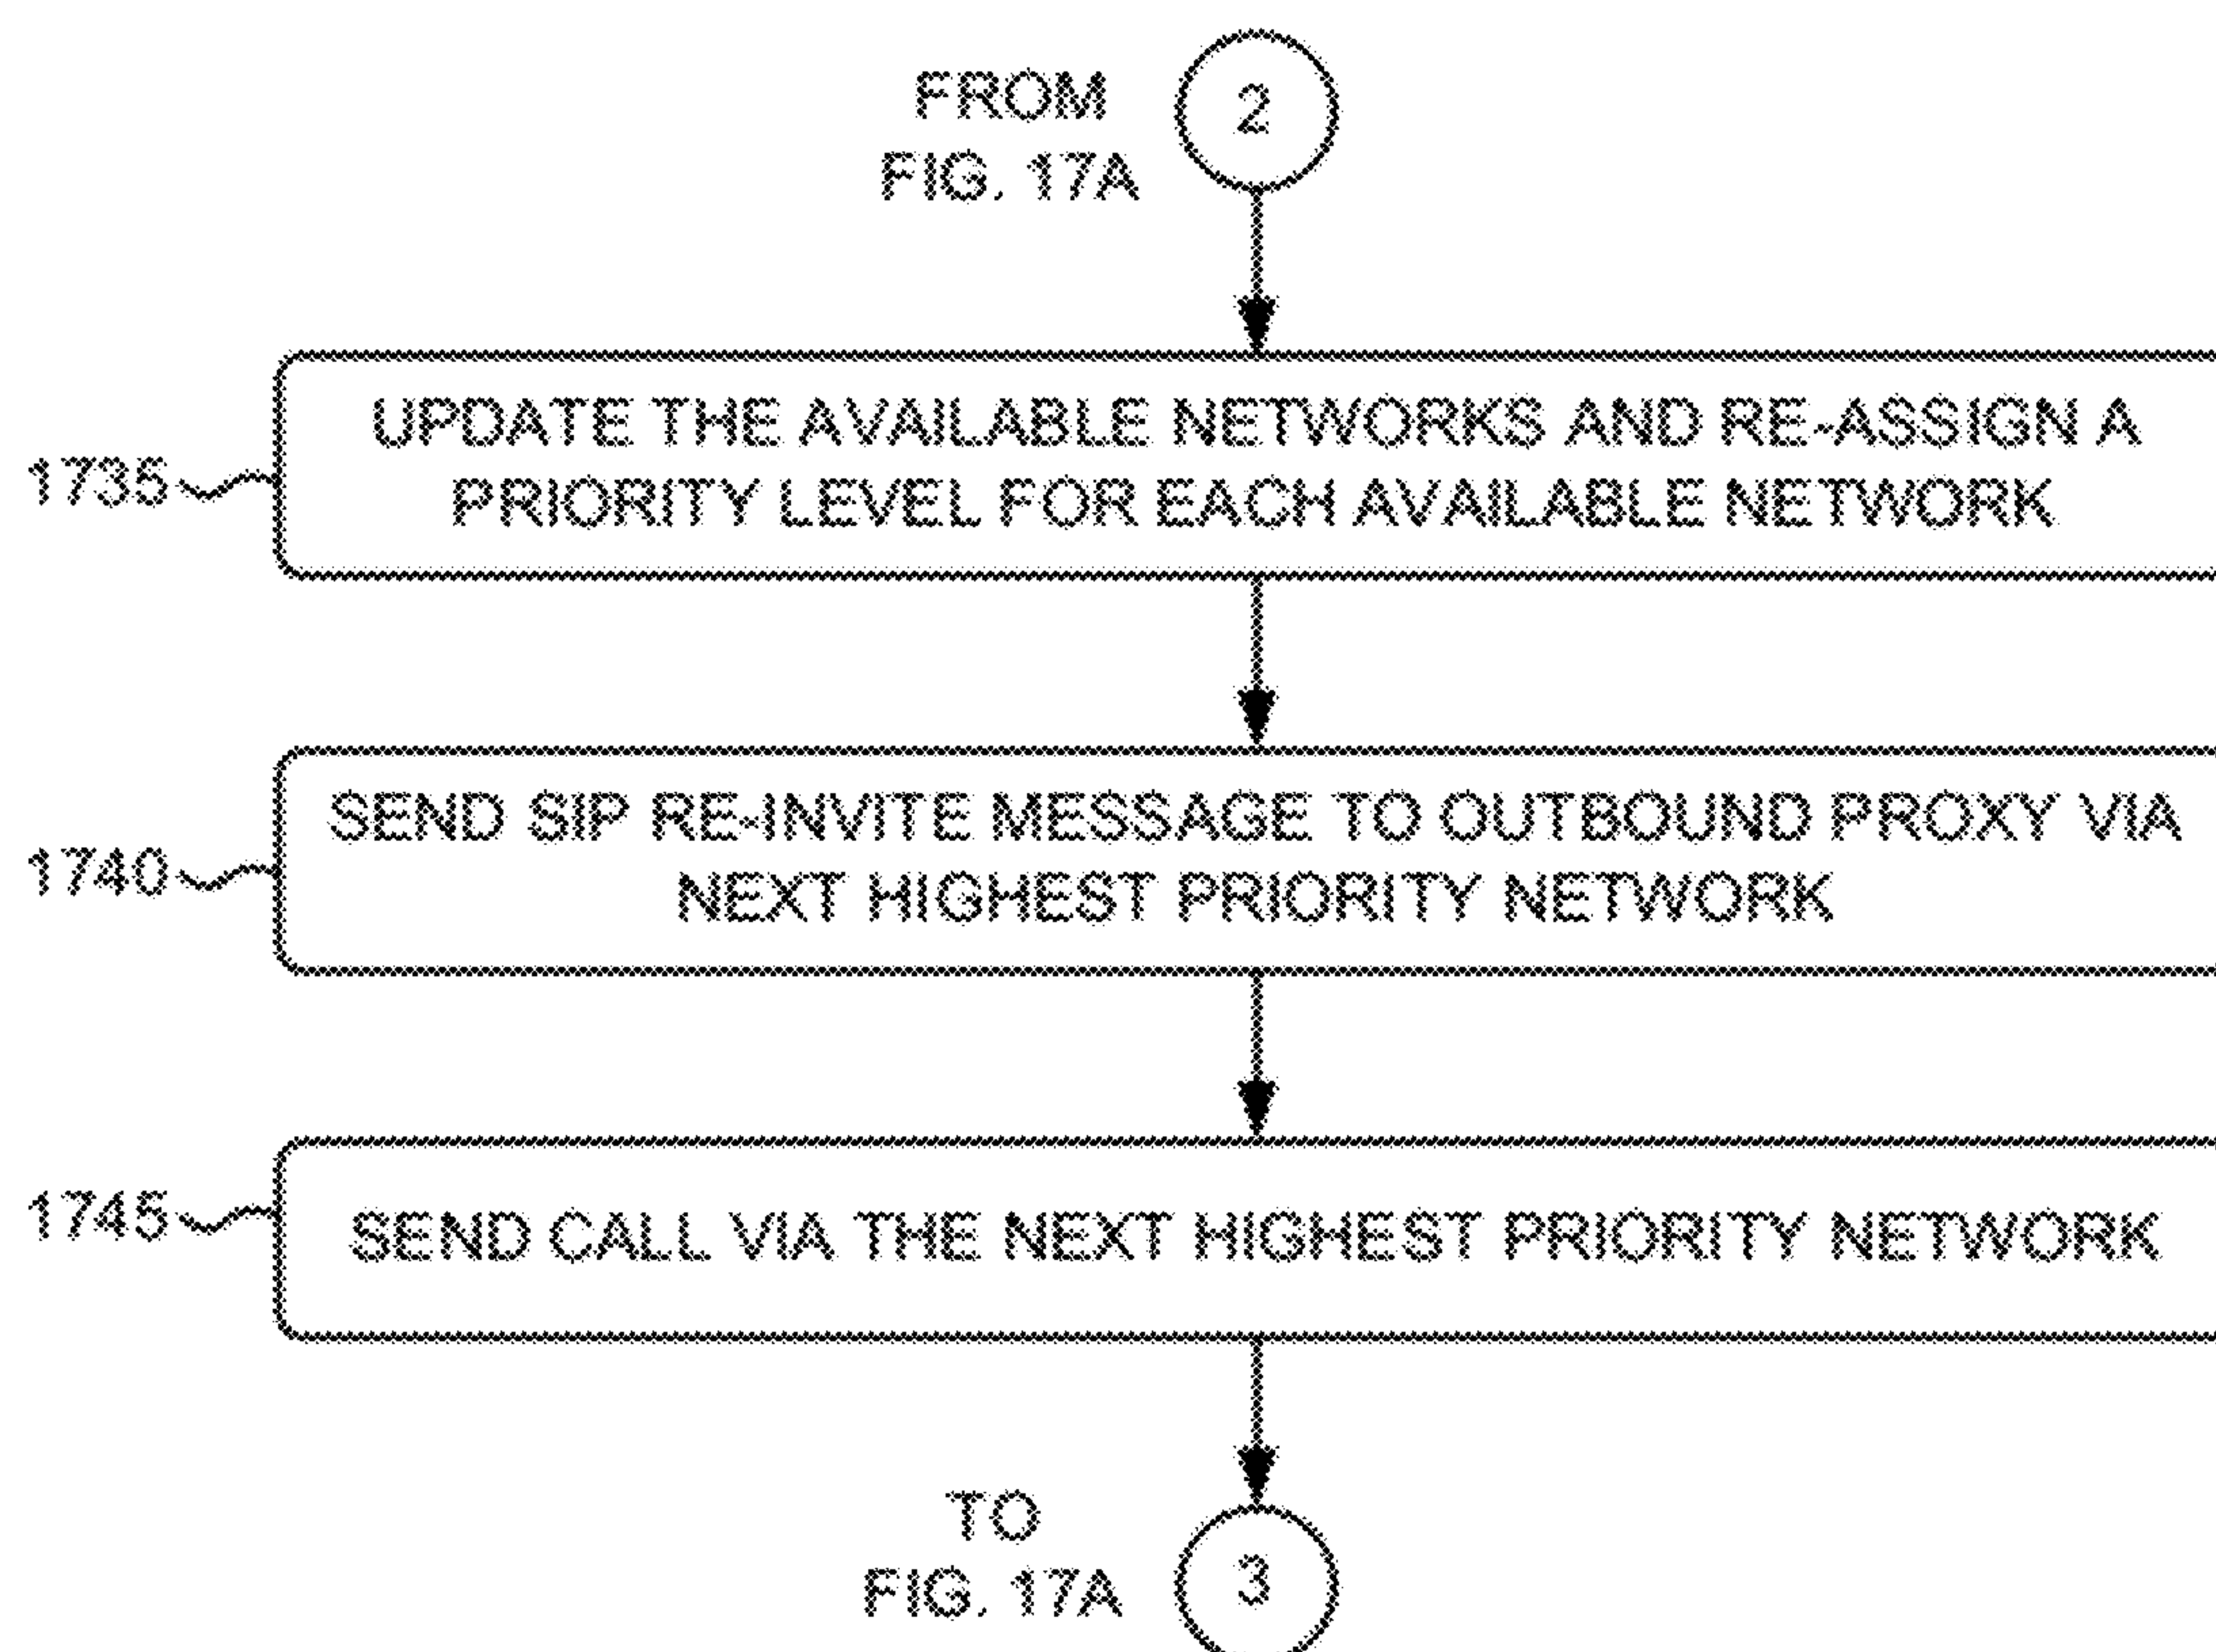 FROM
FIG. 17A
2
UPDATE THE AVAILABLE NETWORKS AND RE-ASSIGN A
PRIORITY LEVEL FOR EACH AVAILABLE NETWORK
1735
SEND SIP RE-INVITE MESSAGE TO OUTBOUND PROXY VIA
NEXT HIGHEST PRIORITY NETWORK
1740
SEND CALL VIA THE NEXT HIGHEST PRIORITY NETWORK
1745
TO
FIG. 17A
3